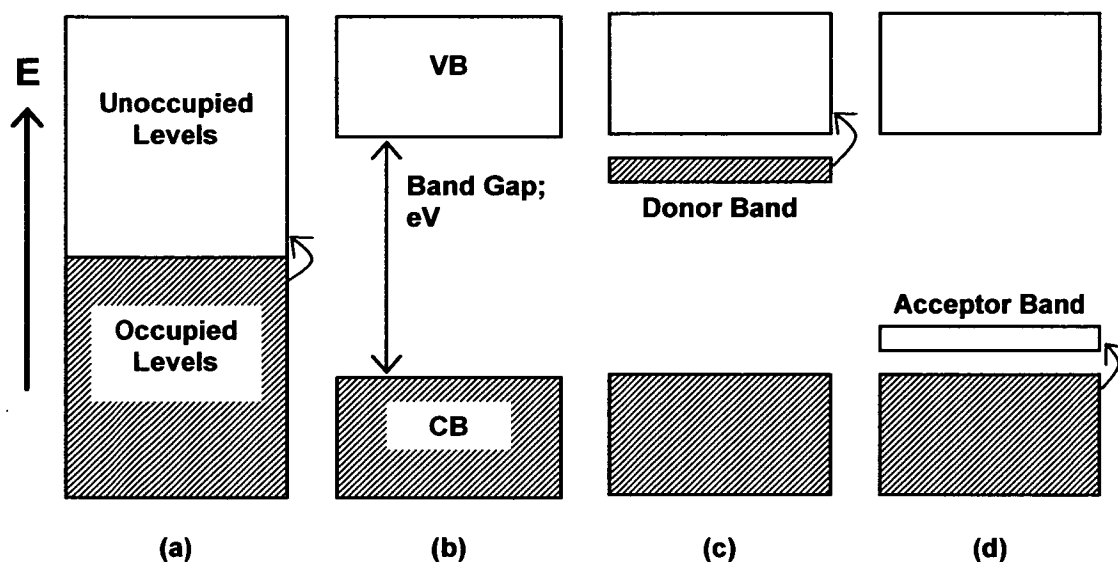 E
Unoccupied
Levels
Occupied
Levels
(a)
VB
Band Gap;
eV
CB
(b)
Donor Band
(c)
Acceptor Band
(d)